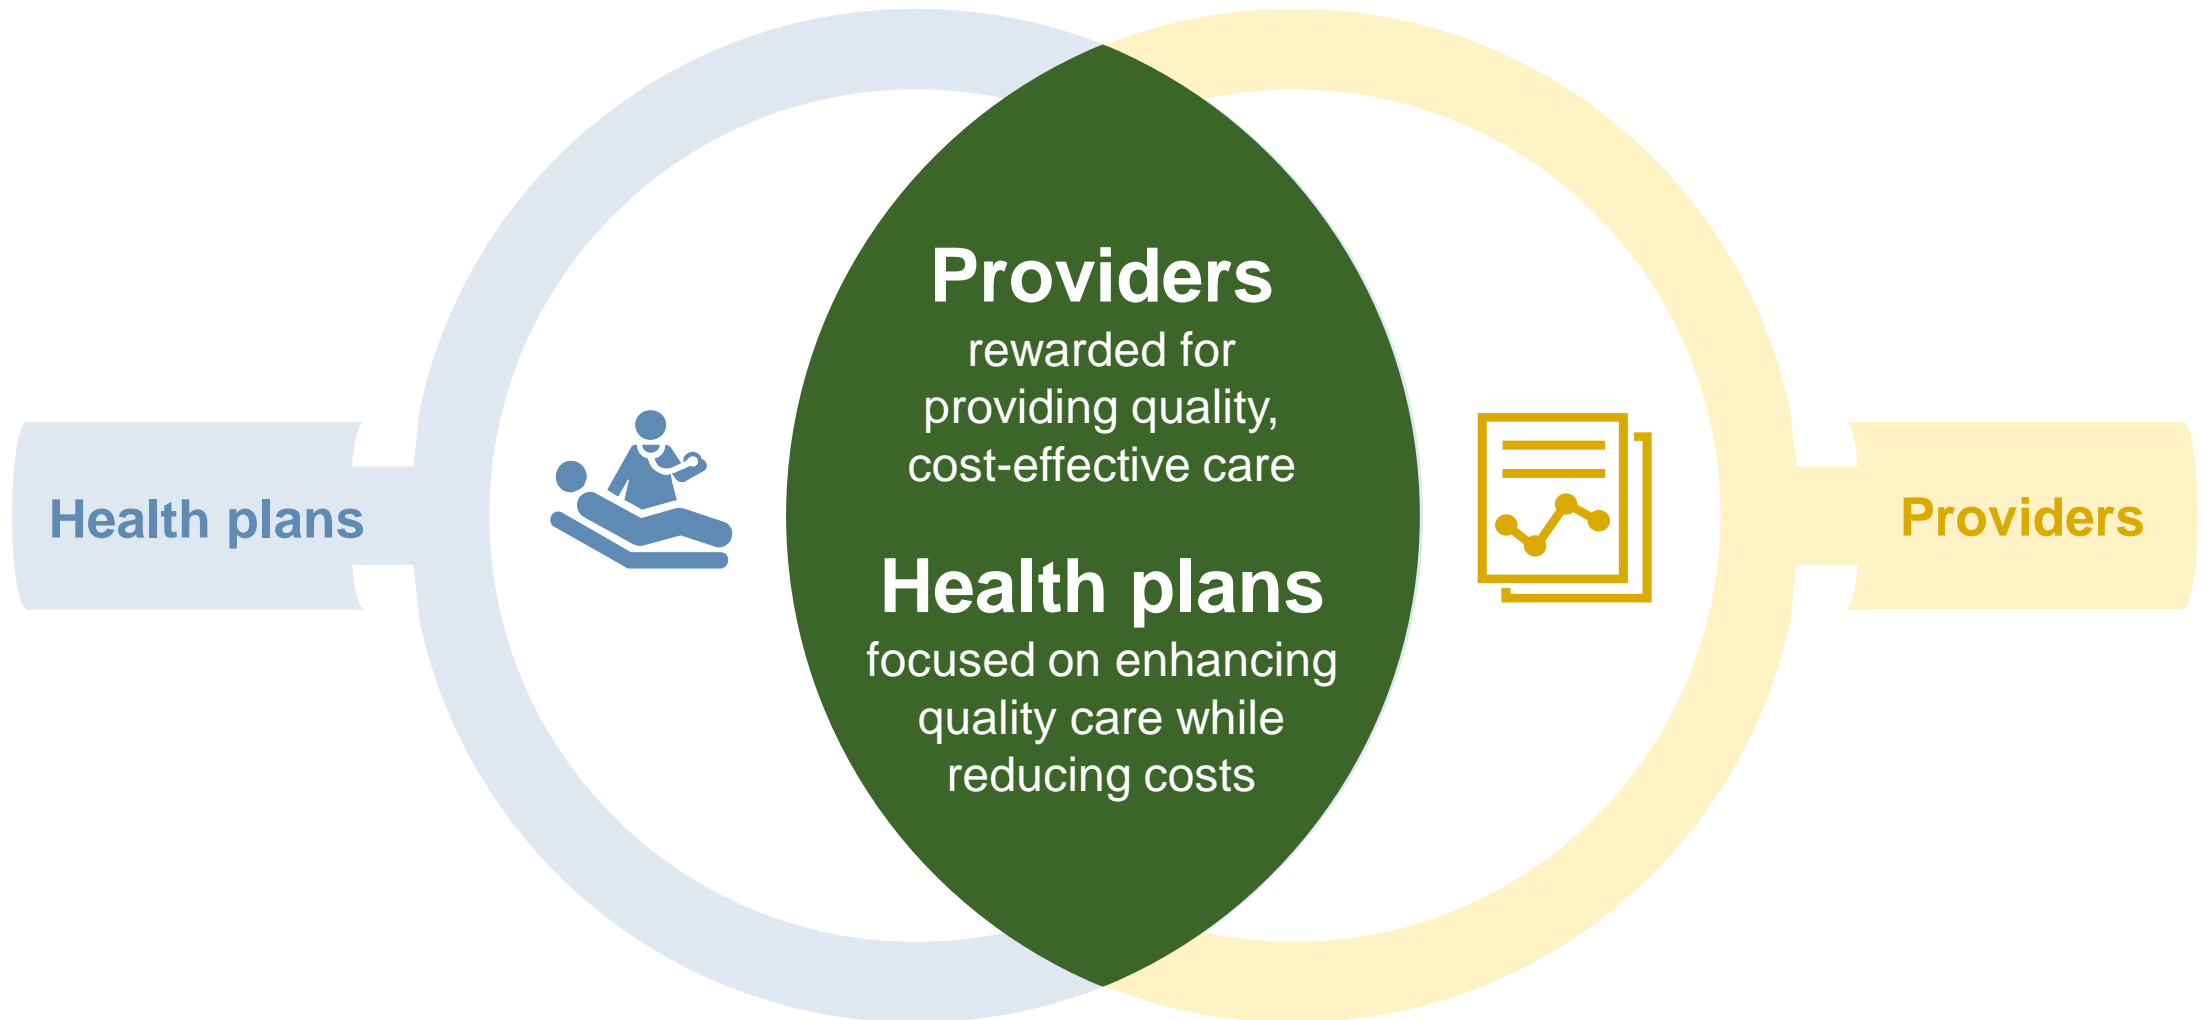 Health plans
Providers
rewarded for
providing quality,
cost-effective care
Health plans
focused on enhancing
quality care while
reducing costs
Providers